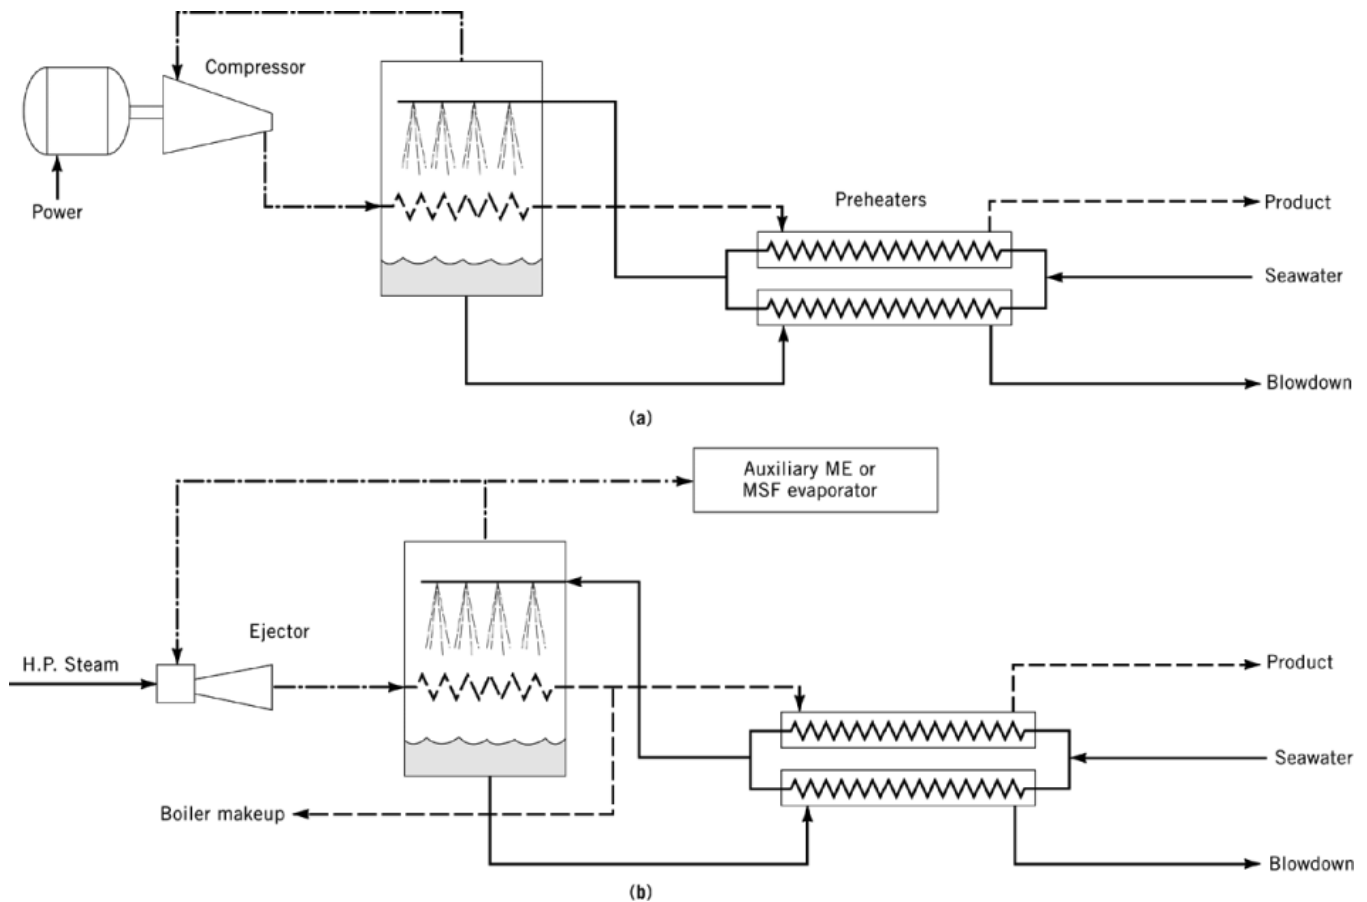 Compressor
Power
Preheaters
Product
Seawater
Blowdown
(a)
Auxiliary ME or
MSF evaporator
Ejector
H.P. Steam
Product
Seawater
Boiler makeup
Blowdown
(b)